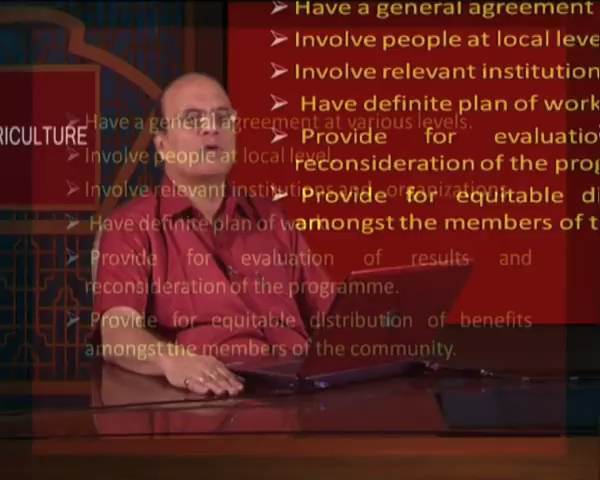 Have a general agreement
Involve people at local leve
Involve relevant institution
Have definite plan of work
Provide for evaluatio
reconsideration of the prog
Provide for equitable di
amongst the members of t
RICULTURE
Have a general agreement at various levels.
Involve people at local level
Involve relevant institutions and organizations
Have definite plan of work
Provide for evaluation of results and
reconsideration of the programme.
Provide for equitable distribution of benefits
amongst the members of the community.